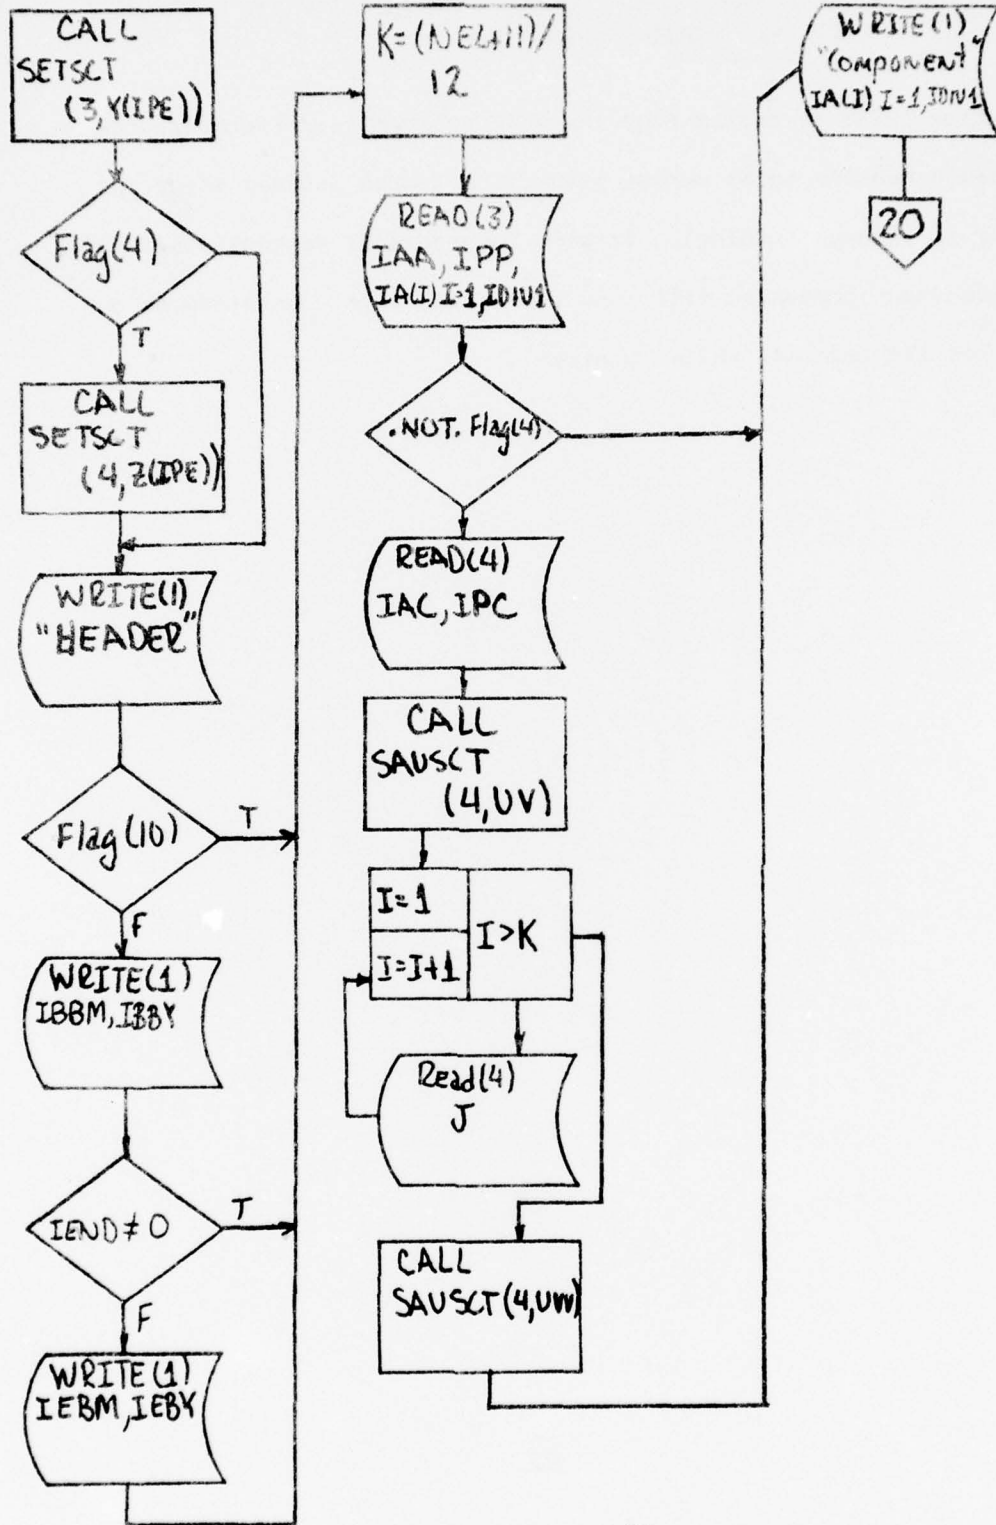 CALL
SETSCT
(3,Y(IPE))
Flag(4)
T
CALL
SETSCT
(4,Z(IPE))
WRITE(1)
"HEADER"
Flag(10)
T
F
WRITE(1)
IBBM,IBBY
IEND≠0
T
F
WRITE(1)
IEBM,IEBY
K=(NEL+11)/
12
READ(3)
IAA, IPP,
IA(I) I=1,IDIV1
.NOT. Flag(4)
READ(4)
IAC, IPC
CALL
SAVSCT
(4,UV)
I=1
I=I+1
I>K
Read(4)
J
CALL
SAVSCT(4,UVV)
WRITE(1)
"COMPONENT"
IA(I) I=1,IDIV1
20